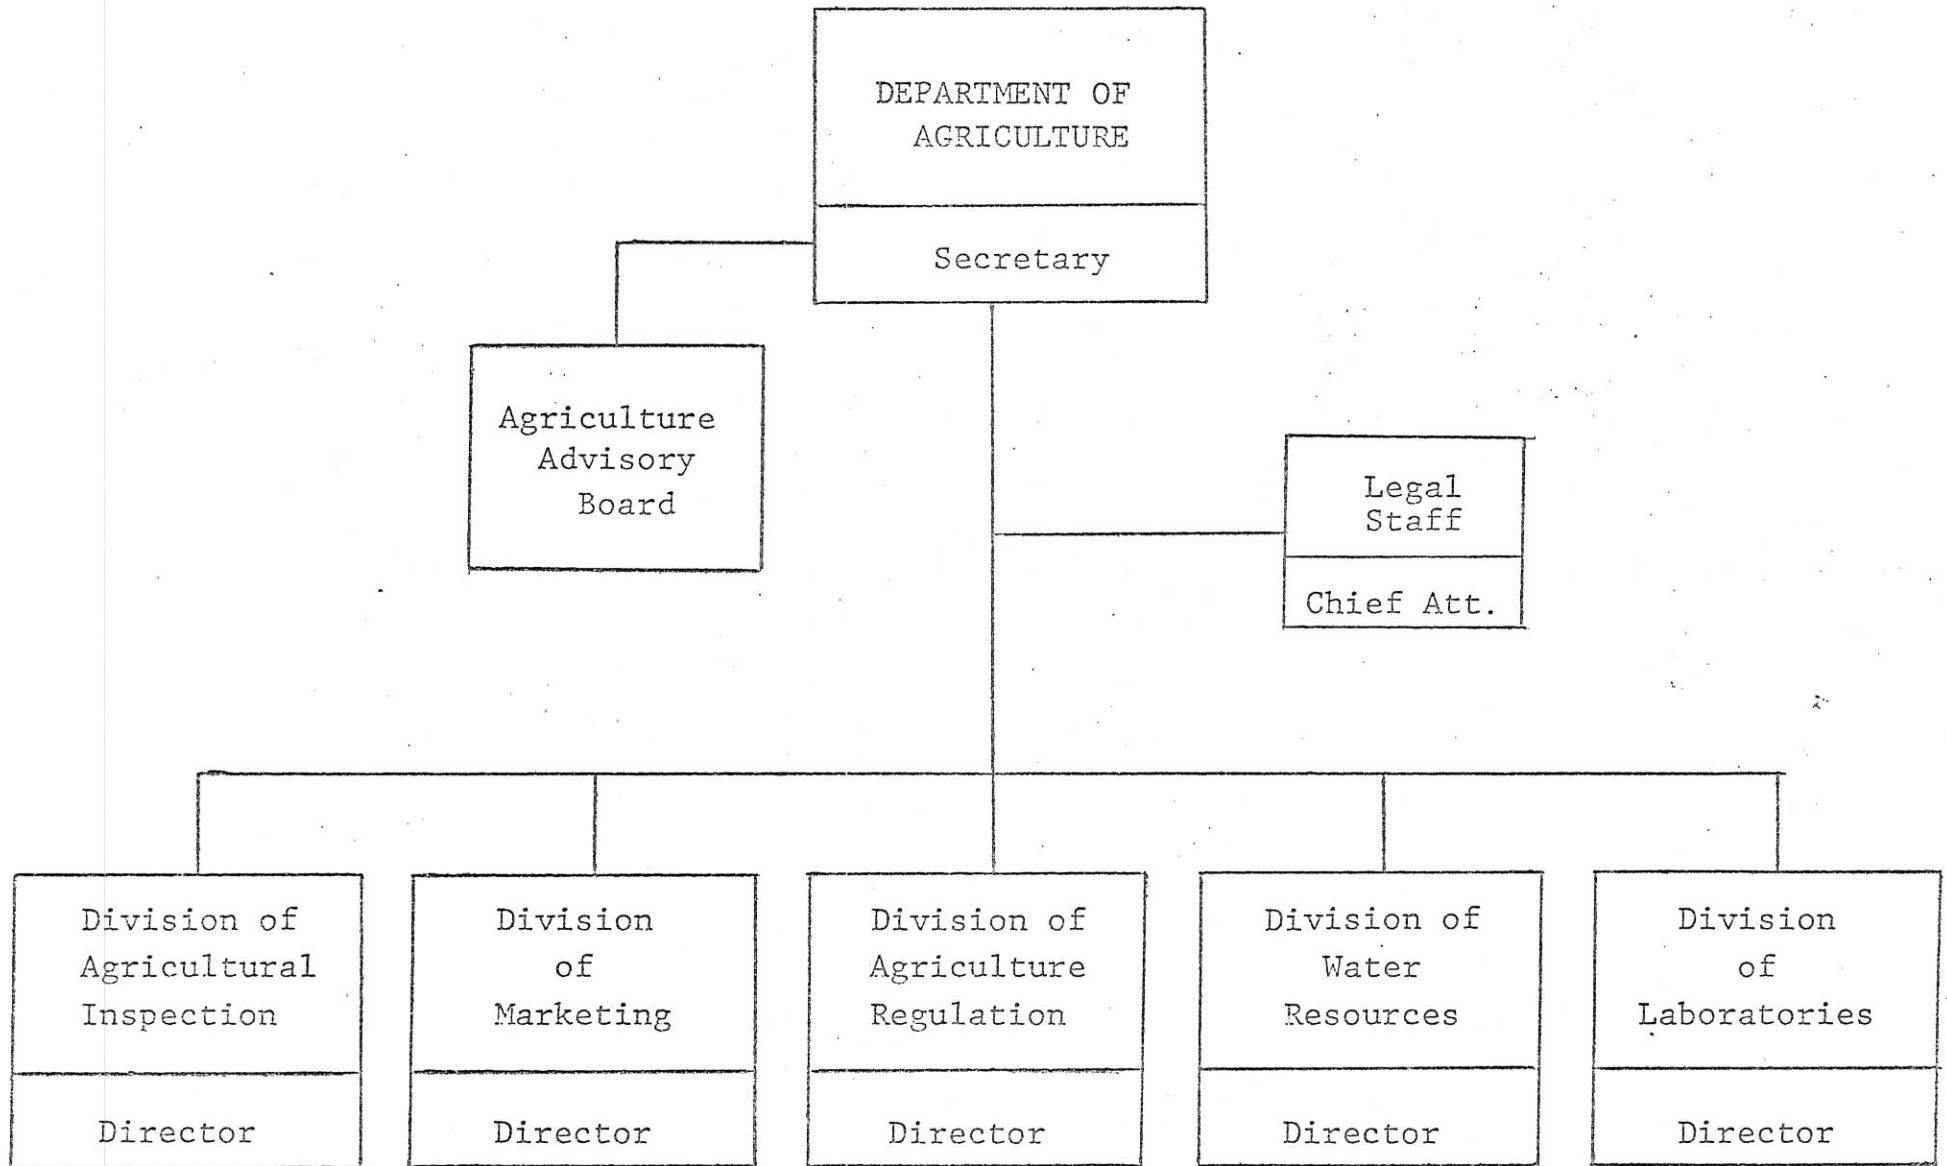 DEPARTMENT OF
AGRICULTURE
Secretary
Agriculture
Advisory
Board
Legal
Staff
Chief Att.
Division of
Agricultural
Inspection
Director
Division
of
Marketing
Director
Division of
Agriculture
Regulation
Director
Division of
Water
Resources
Director
Division
of
Laboratories
Director